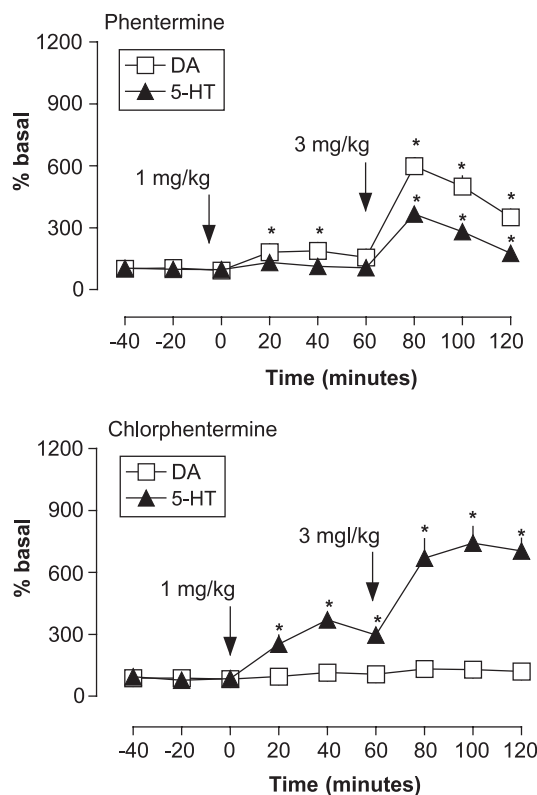 Phentermine
1200
DA
5-HT
900
3 mg/kg
% basal
600
1 mg/kg
* * * * * * * *
300
0
-40 -20 0 20 40 60 80 100 120
Time (minutes)
Chlorphentermine
1200
DA
5-HT
900
3 mgl/kg
% basal
600
1 mg/kg
* * * * * *
300
0
-40 -20 0 20 40 60 80 100 120
Time (minutes)